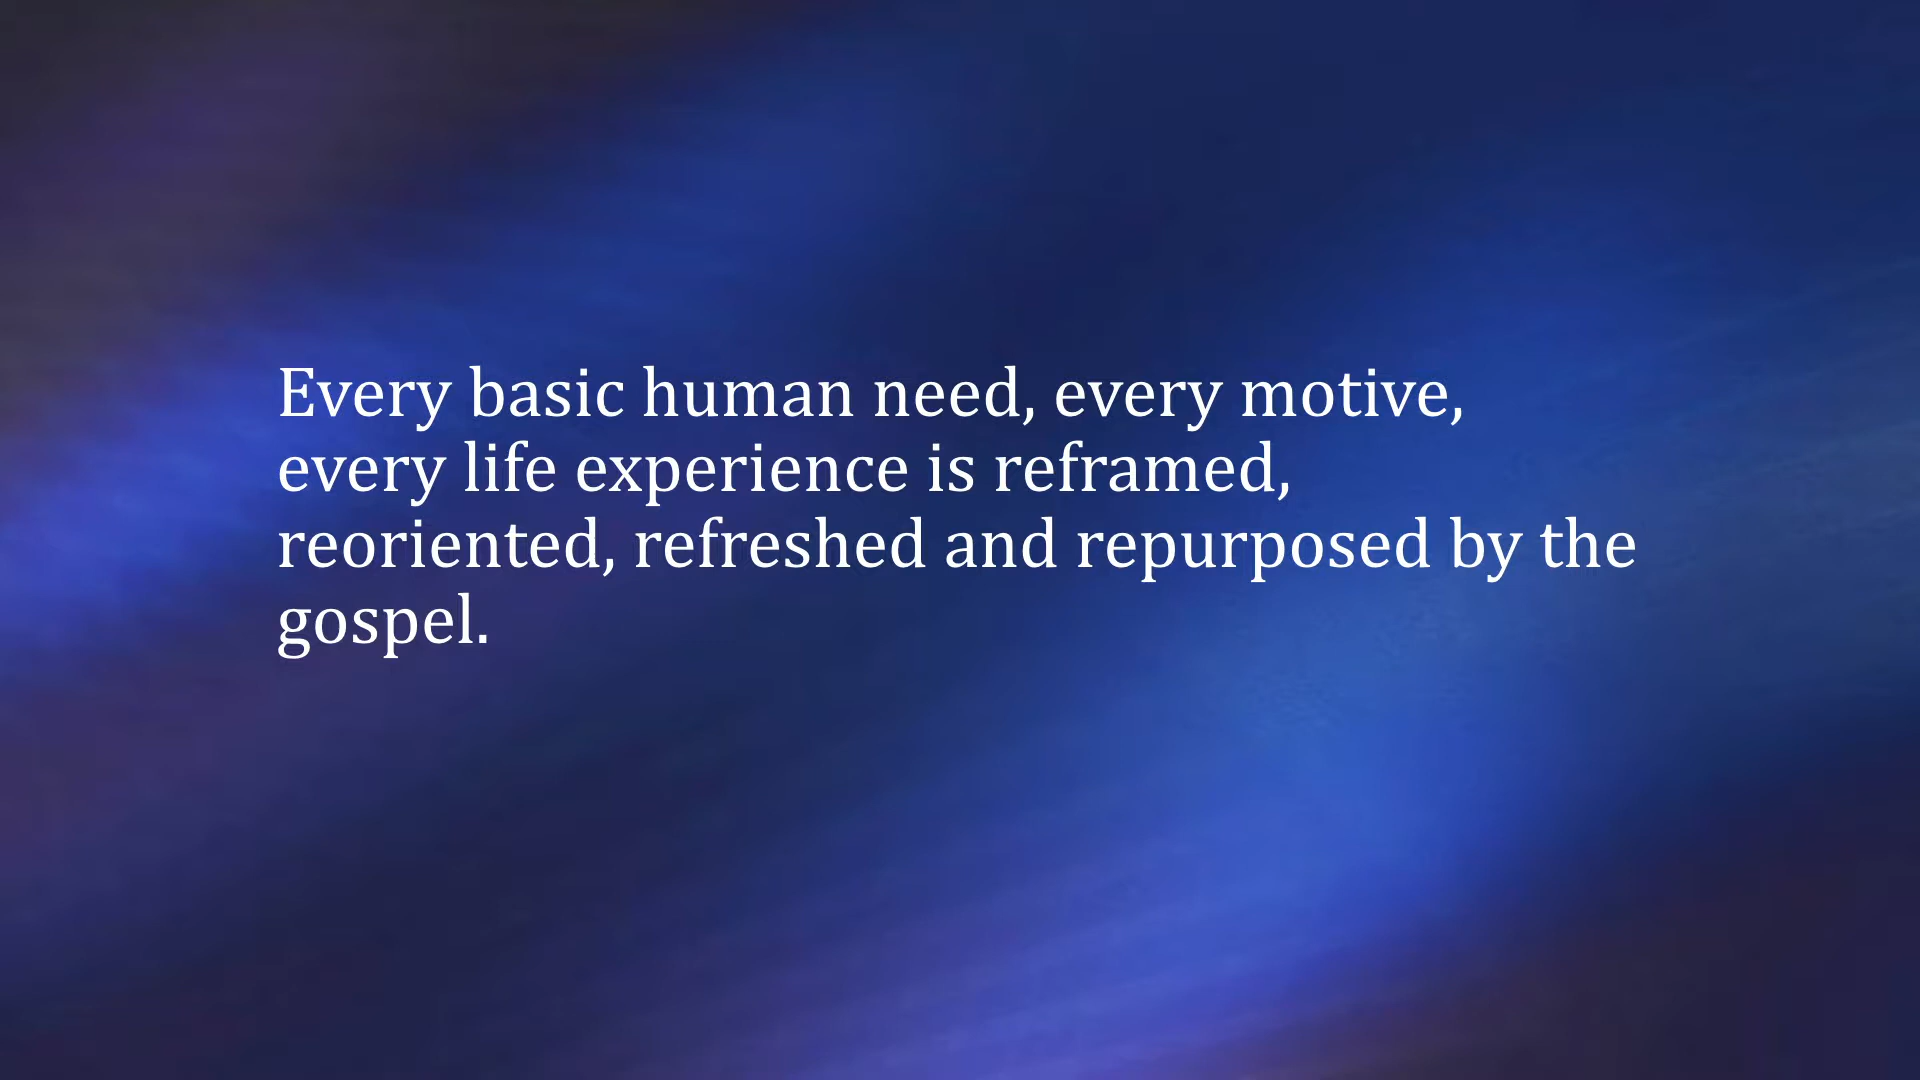 Every basic human need, every motive,
every life experience is reframed,
reoriented, refreshed and repurposed by the
gospel.